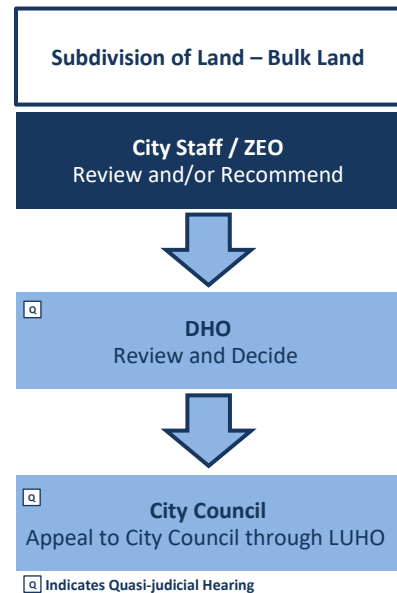 Subdivision of Land – Bulk Land
City Staff / ZEO
Review and/or Recommend
Q
DHO
Review and Decide
Q
City Council
Appeal to City Council through LUHO
Q Indicates Quasi-judicial Hearing